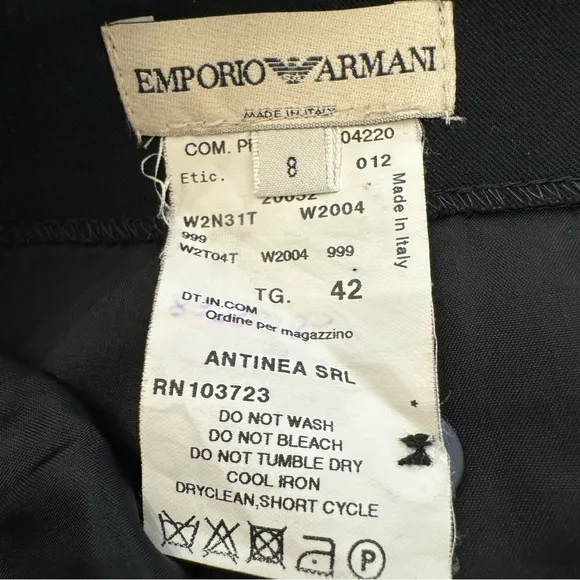 EMPORIO ARMANI
MADE IN ITALY
COM. 04220
8
Etic. 012
W2N31T W2004
999
W2T04T W2004 999
Made in Italy
TG. 42
DT.IN.COM
Ordine per magazzino
ANTINEA SRL
RN103723
DO NOT WASH
DO NOT BLEACH
DO NOT TUMBLE DRY
COOL IRON
DRYCLEAN,SHORT CYCLE
P